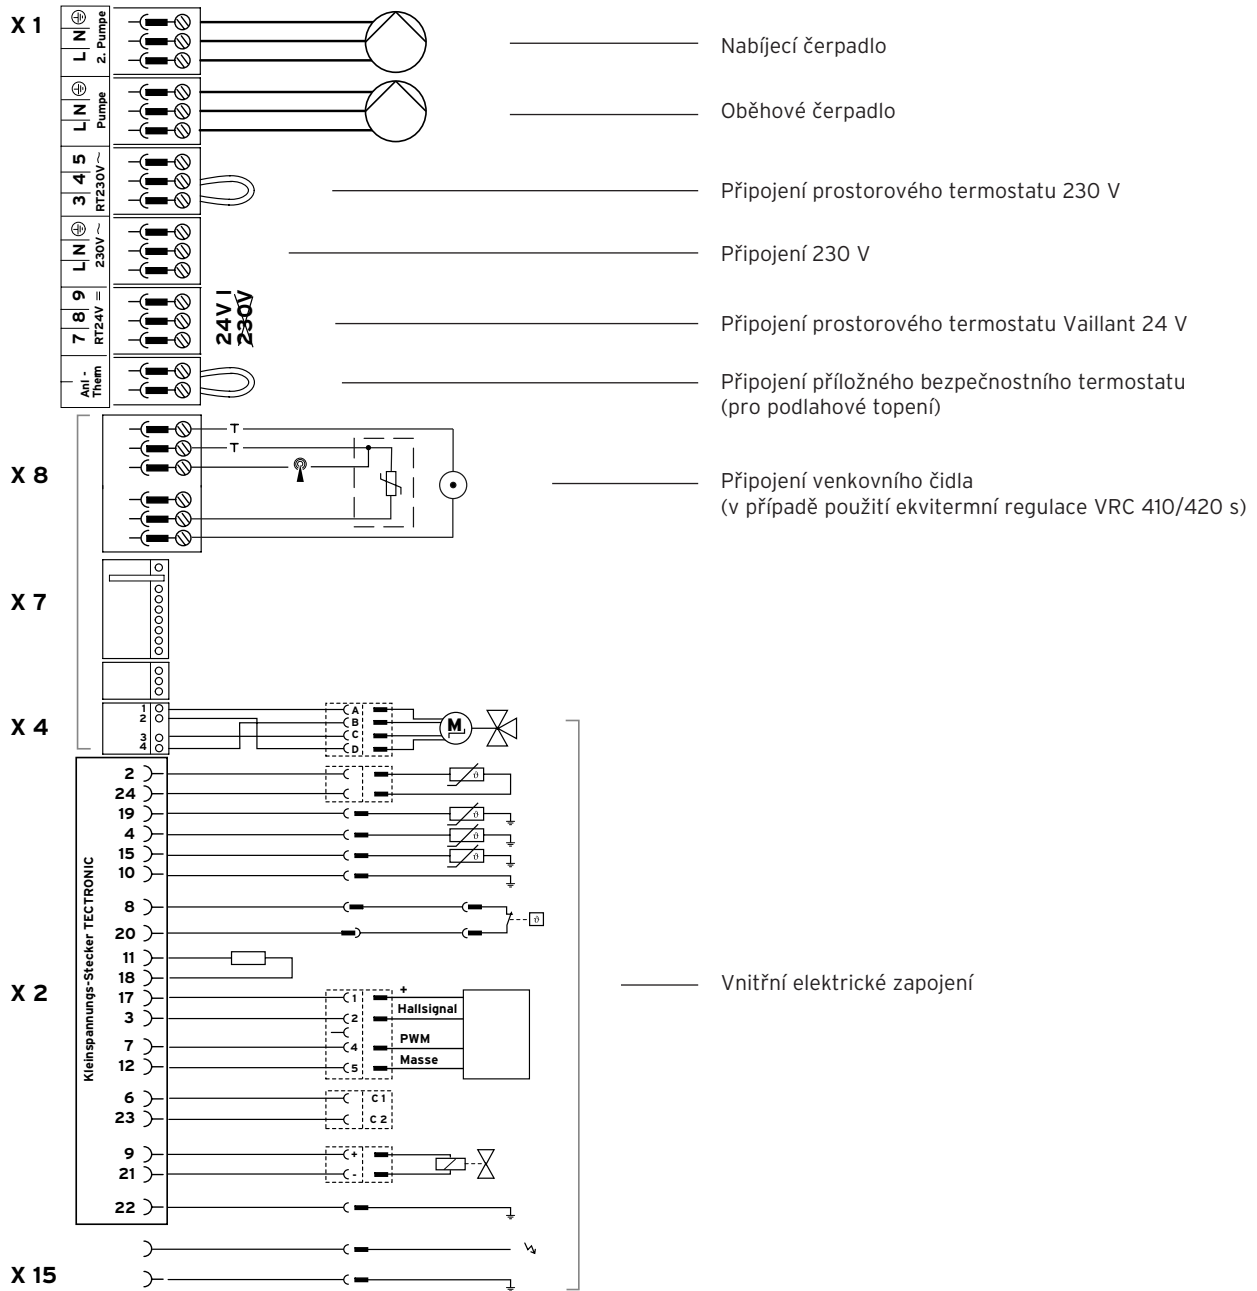 X 1
L N
2. Pumpe
Nabíjecí čerpadlo
L N
Pumpe
Oběhové čerpadlo
3 4 5
RT230V~
Připojení prostorového termostatu 230 V
L N
230V~
Připojení 230 V
7 8 9
RT24V =
24V
230V
Připojení prostorového termostatu Vaillant 24 V
Anl -
Therm
Připojení příložného bezpečnostního termostatu
(pro podlahové topení)
X 8
T
T
Připojení venkovního čidla
(v případě použití ekvitermní regulace VRC 410/420 s)
X 7
X 4
1
2
3
4
A
B
C
D
M
Kleinspannungs-Stecker TECTRONIC
2
ϑ
24
19
ϑ
4
ϑ
15
ϑ
10
8
ϑ
20
11
18
X 2
17
1
+
3
2
Hallsignal
7
4
PWM
12
5
Masse
Vnitřní elektrické zapojení
6
C 1
23
C 2
9
+
21
-
22
X 15